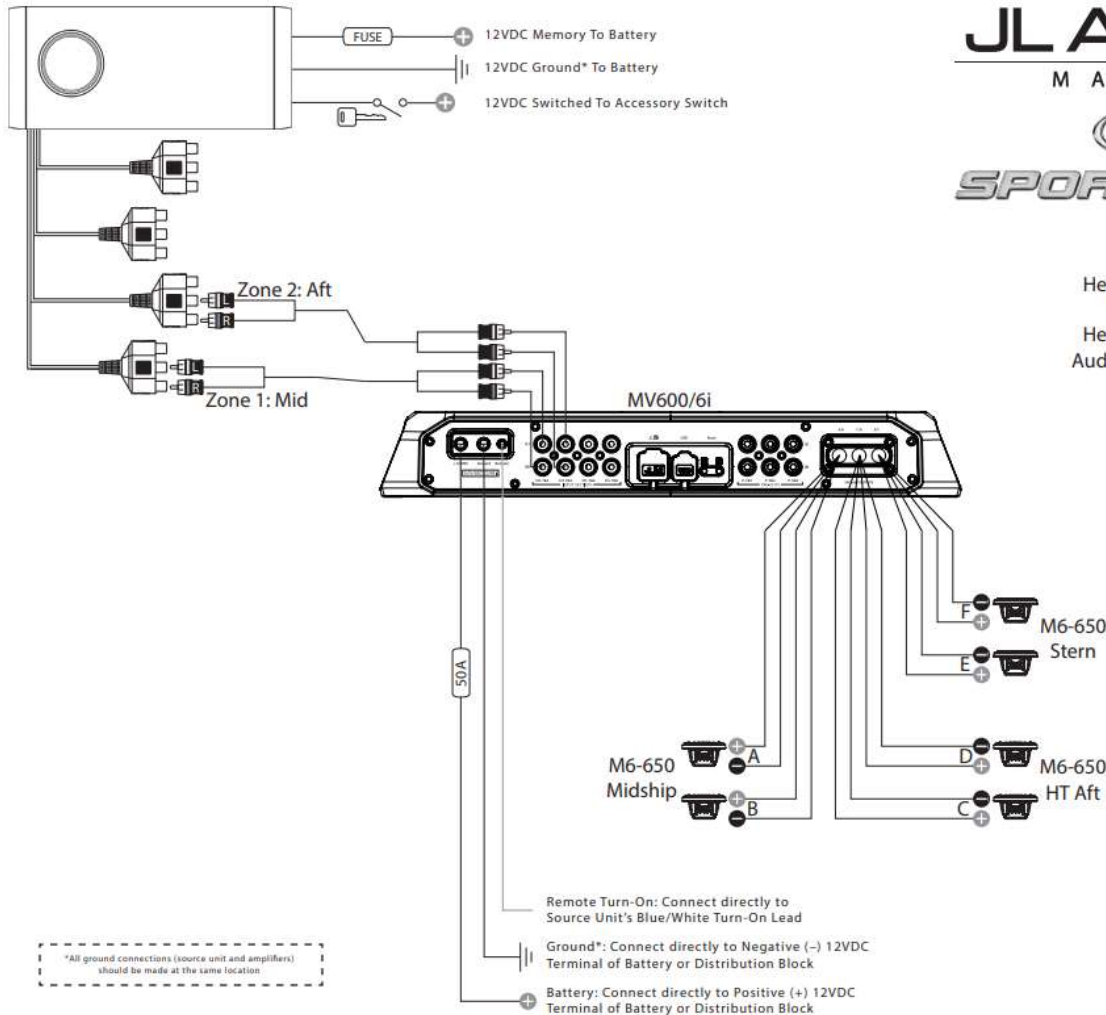 FUSE
12VDC Memory To Battery
12VDC Ground* To Battery
12VDC Switched To Accessory Switch
JL A
M A
SPOR
He
He
Aud
Zone 2: Aft
L
R
L
R
Zone 1: Mid
MV600/6i
50A
F
M6-650
Stern
E
M6-650
Midship
A
B
D
M6-650
HT Aft
C
Remote Turn-On: Connect directly to
Source Unit's Blue/White Turn-On Lead
Ground*: Connect directly to Negative (–) 12VDC
Terminal of Battery or Distribution Block
Battery: Connect directly to Positive (+) 12VDC
Terminal of Battery or Distribution Block
*All ground connections (source unit and amplifiers)
should be made at the same location